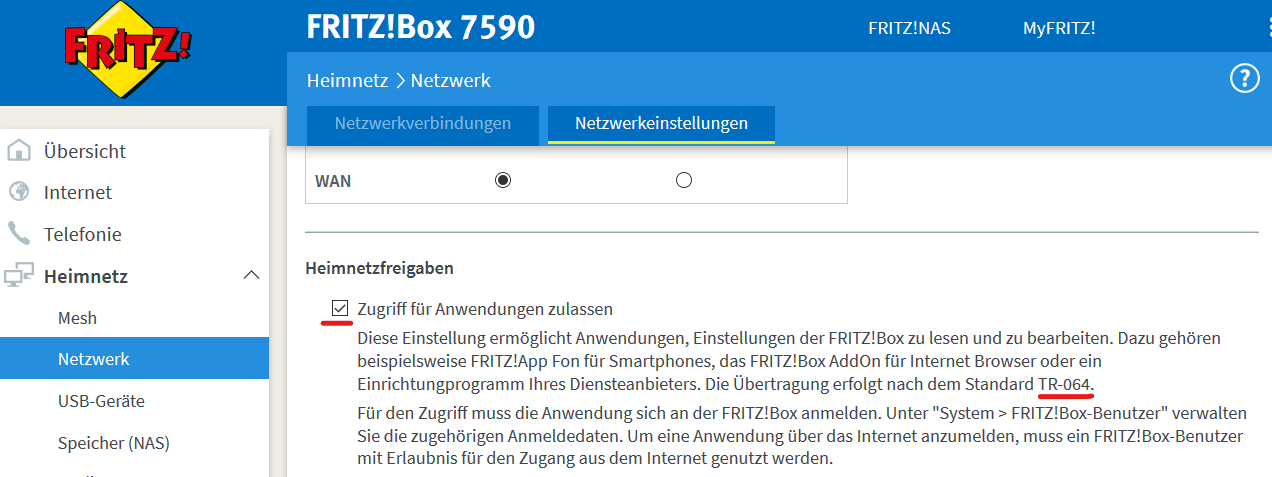 FRITZ!
FRITZ!Box 7590
FRITZ!NAS
MyFRITZ!
Heimnetz > Netzwerk
?
Netzwerkverbindungen
Netzwerkeinstellungen
Übersicht
Internet
Telefonie
Heimnetz
Mesh
Netzwerk
USB-Geräte
Speicher (NAS)
WAN
Heimnetzfreigaben
Zugriff für Anwendungen zulassen
Diese Einstellung ermöglicht Anwendungen, Einstellungen der FRITZ!Box zu lesen und zu bearbeiten. Dazu gehören
beispielsweise FRITZ!App Fon für Smartphones, das FRITZ!Box AddOn für Internet Browser oder ein
Einrichtungprogramm Ihres Diensteanbieters. Die Übertragung erfolgt nach dem Standard TR-064.
Für den Zugriff muss die Anwendung sich an der FRITZ!Box anmelden. Unter "System > FRITZ!Box-Benutzer" verwalten
Sie die zugehörigen Anmeldedaten. Um eine Anwendung über das Internet anzumelden, muss ein FRITZ!Box-Benutzer
mit Erlaubnis für den Zugang aus dem Internet genutzt werden.